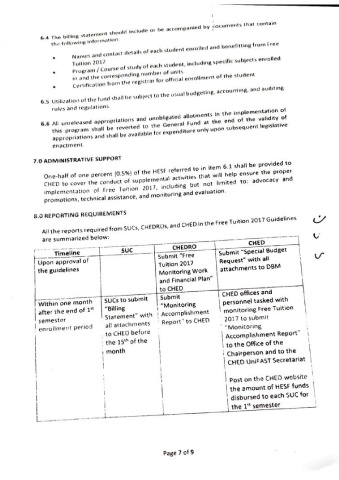 6.4 The billing statement should include or be accompanied by documents that contain
the following information:
• Names and contact details of each student enrolled and benefitting from Free
Tuition 2017
• Program / Course of study of each student, including specific subjects enrolled
in and the corresponding number of units
• Certification from the registrar for official enrollment of the student
6.5 Utilization of the fund shall be subject to the usual budgeting, accounting, and auditing
rules and regulations.
6.6 All unreleased appropriations and unobligated allotments in the implementation of
this program shall be reverted to the General Fund at the end of the validity of
appropriations and shall be available for expenditure only upon subsequent legislative
enactment.
7.0 ADMINISTRATIVE SUPPORT
One-half of one percent (0.5%) of the HESF referred to in item 6.1 shall be provided to
CHED to cover the conduct of supplemental activities that will help ensure the proper
implementation of Free Tuition 2017, including but not limited to: advocacy and
promotions, technical assistance, and monitoring and evaluation.
8.0 REPORTING REQUIREMENTS
All the reports required from SUCs, CHEDROs, and CHED in the Free Tuition 2017 Guidelines
are summarized below:
Timeline
SUC
CHEDRO
CHED
Upon approval of
the guidelines
Submit "Free
Tuition 2017
Monitoring Work
and Financial Plan"
to CHED
Submit "Special Budget
Request" with all
attachments to DBM
Within one month
after the end of 1st
semester
enrollment period
SUCs to submit
"Billing
Statement" with
all attachments
to CHED before
the 15th of the
month
Submit
"Monitoring
Accomplishment
Report" to CHED
CHED offices and
personnel tasked with
monitoring Free Tuition
2017 to submit
"Monitoring
Accomplishment Report"
to the Office of the
Chairperson and to the
CHED UniFAST Secretariat
Post on the CHED website
the amount of HESF funds
disbursed to each SUC for
the 1st semester
Page 7 of 9